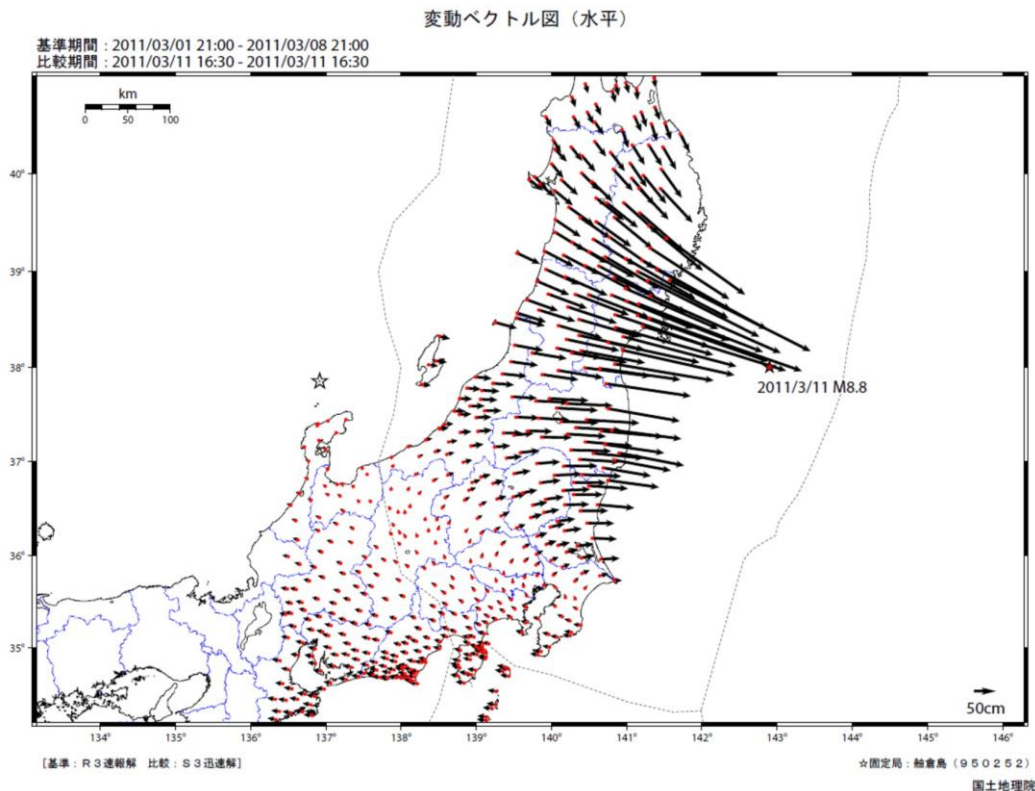 変動ベクトル図（水平）
基準期間 : 2011/03/01 21:00 - 2011/03/08 21:00
比較期間 : 2011/03/11 16:30 - 2011/03/11 16:30
km
0 50 100
40°
39°
38°
2011/3/11 M8.8
37°
36°
35°
50cm
134° 135° 136° 137° 138° 139° 140° 141° 142° 143° 144° 145° 146°
[基準：Ｒ３速報解 比較：Ｓ３迅速解]
☆固定局：舳倉島（９５０２５２）
国土地理院